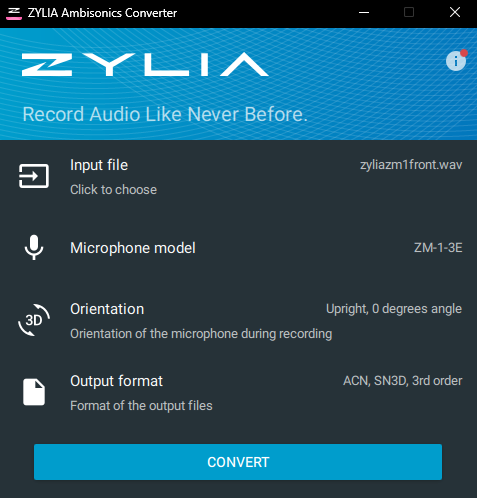 ZYLIA Ambisonics Converter
ZYLIA
Record Audio Like Never Before.
Input file
zyliazm1front.wav
Click to choose
Microphone model
ZM-1-3E
3D
Orientation
Upright, 0 degrees angle
Orientation of the microphone during recording
Output format
ACN, SN3D, 3rd order
Format of the output files
CONVERT